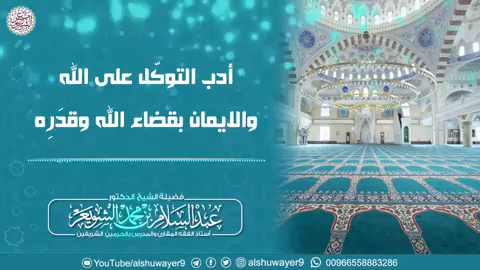 أدب التوكّل على الله
والايمان بقضاء الله وقدَرِه
فضيلة الشيخ الدكتور
عبدالسلام بن محمد الشويعر
أستاذ الفقه المقارن والمدرس بالحرمين الشريفين
YouTube/alshuwayer9
alshuwayer9
00966558883286